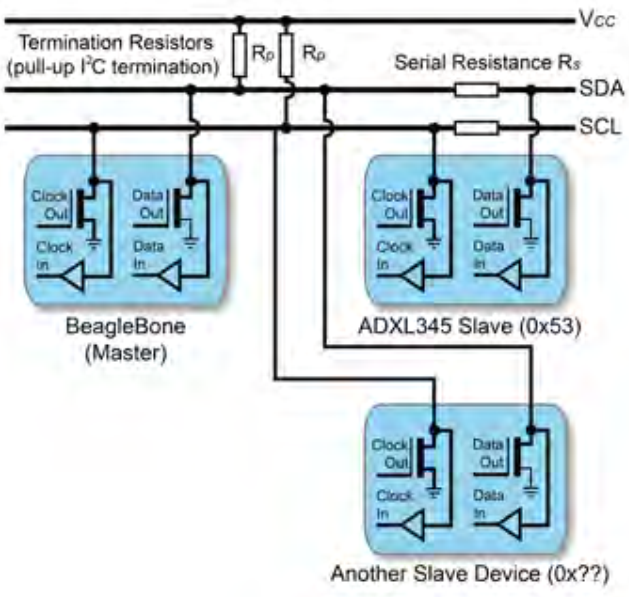 Vcc
Termination Resistors
(pull-up I²C termination)
Rp
Rp
Serial Resistance Rs
SDA
SCL
Clock
Out
Data
Out
Clock
In
Data
In
Clock
Out
Data
Out
Clock
In
Data
In
BeagleBone
(Master)
ADXL345 Slave (0x53)
Clock
Out
Data
Out
Clock
In
Data
In
Another Slave Device (0x??)